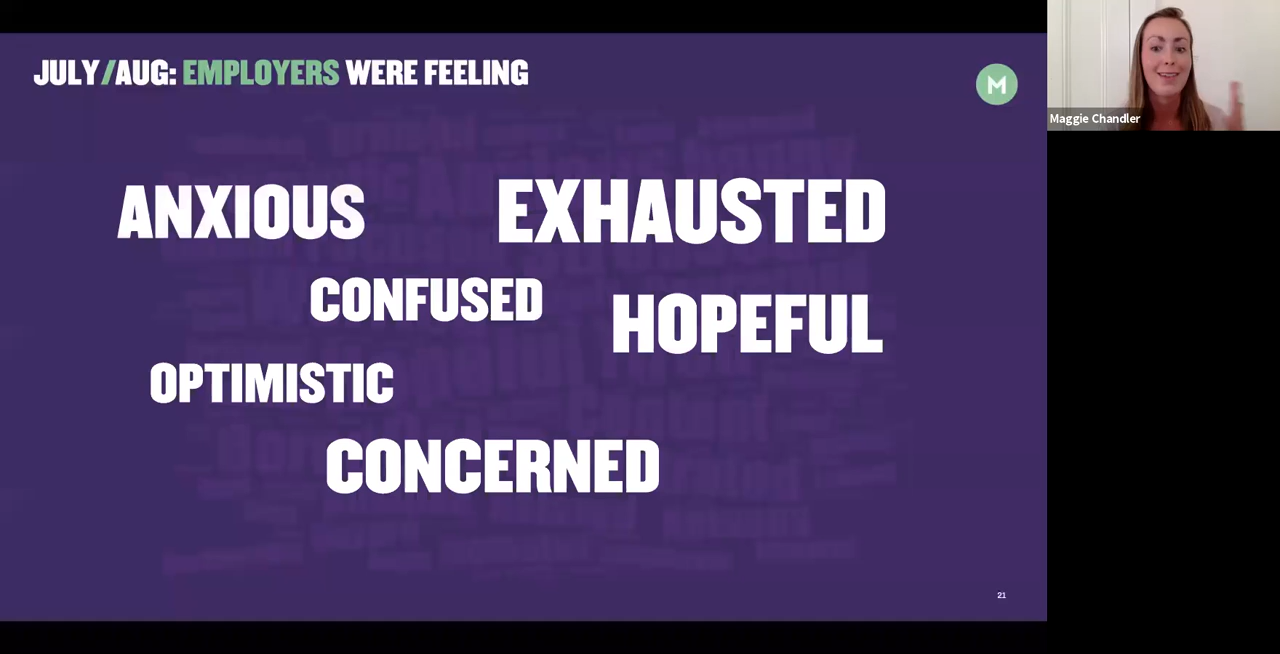 JULY/AUG: EMPLOYERS WERE FEELING
M
Maggie Chandler
ANXIOUS
EXHAUSTED
CONFUSED
HOPEFUL
OPTIMISTIC
CONCERNED
21